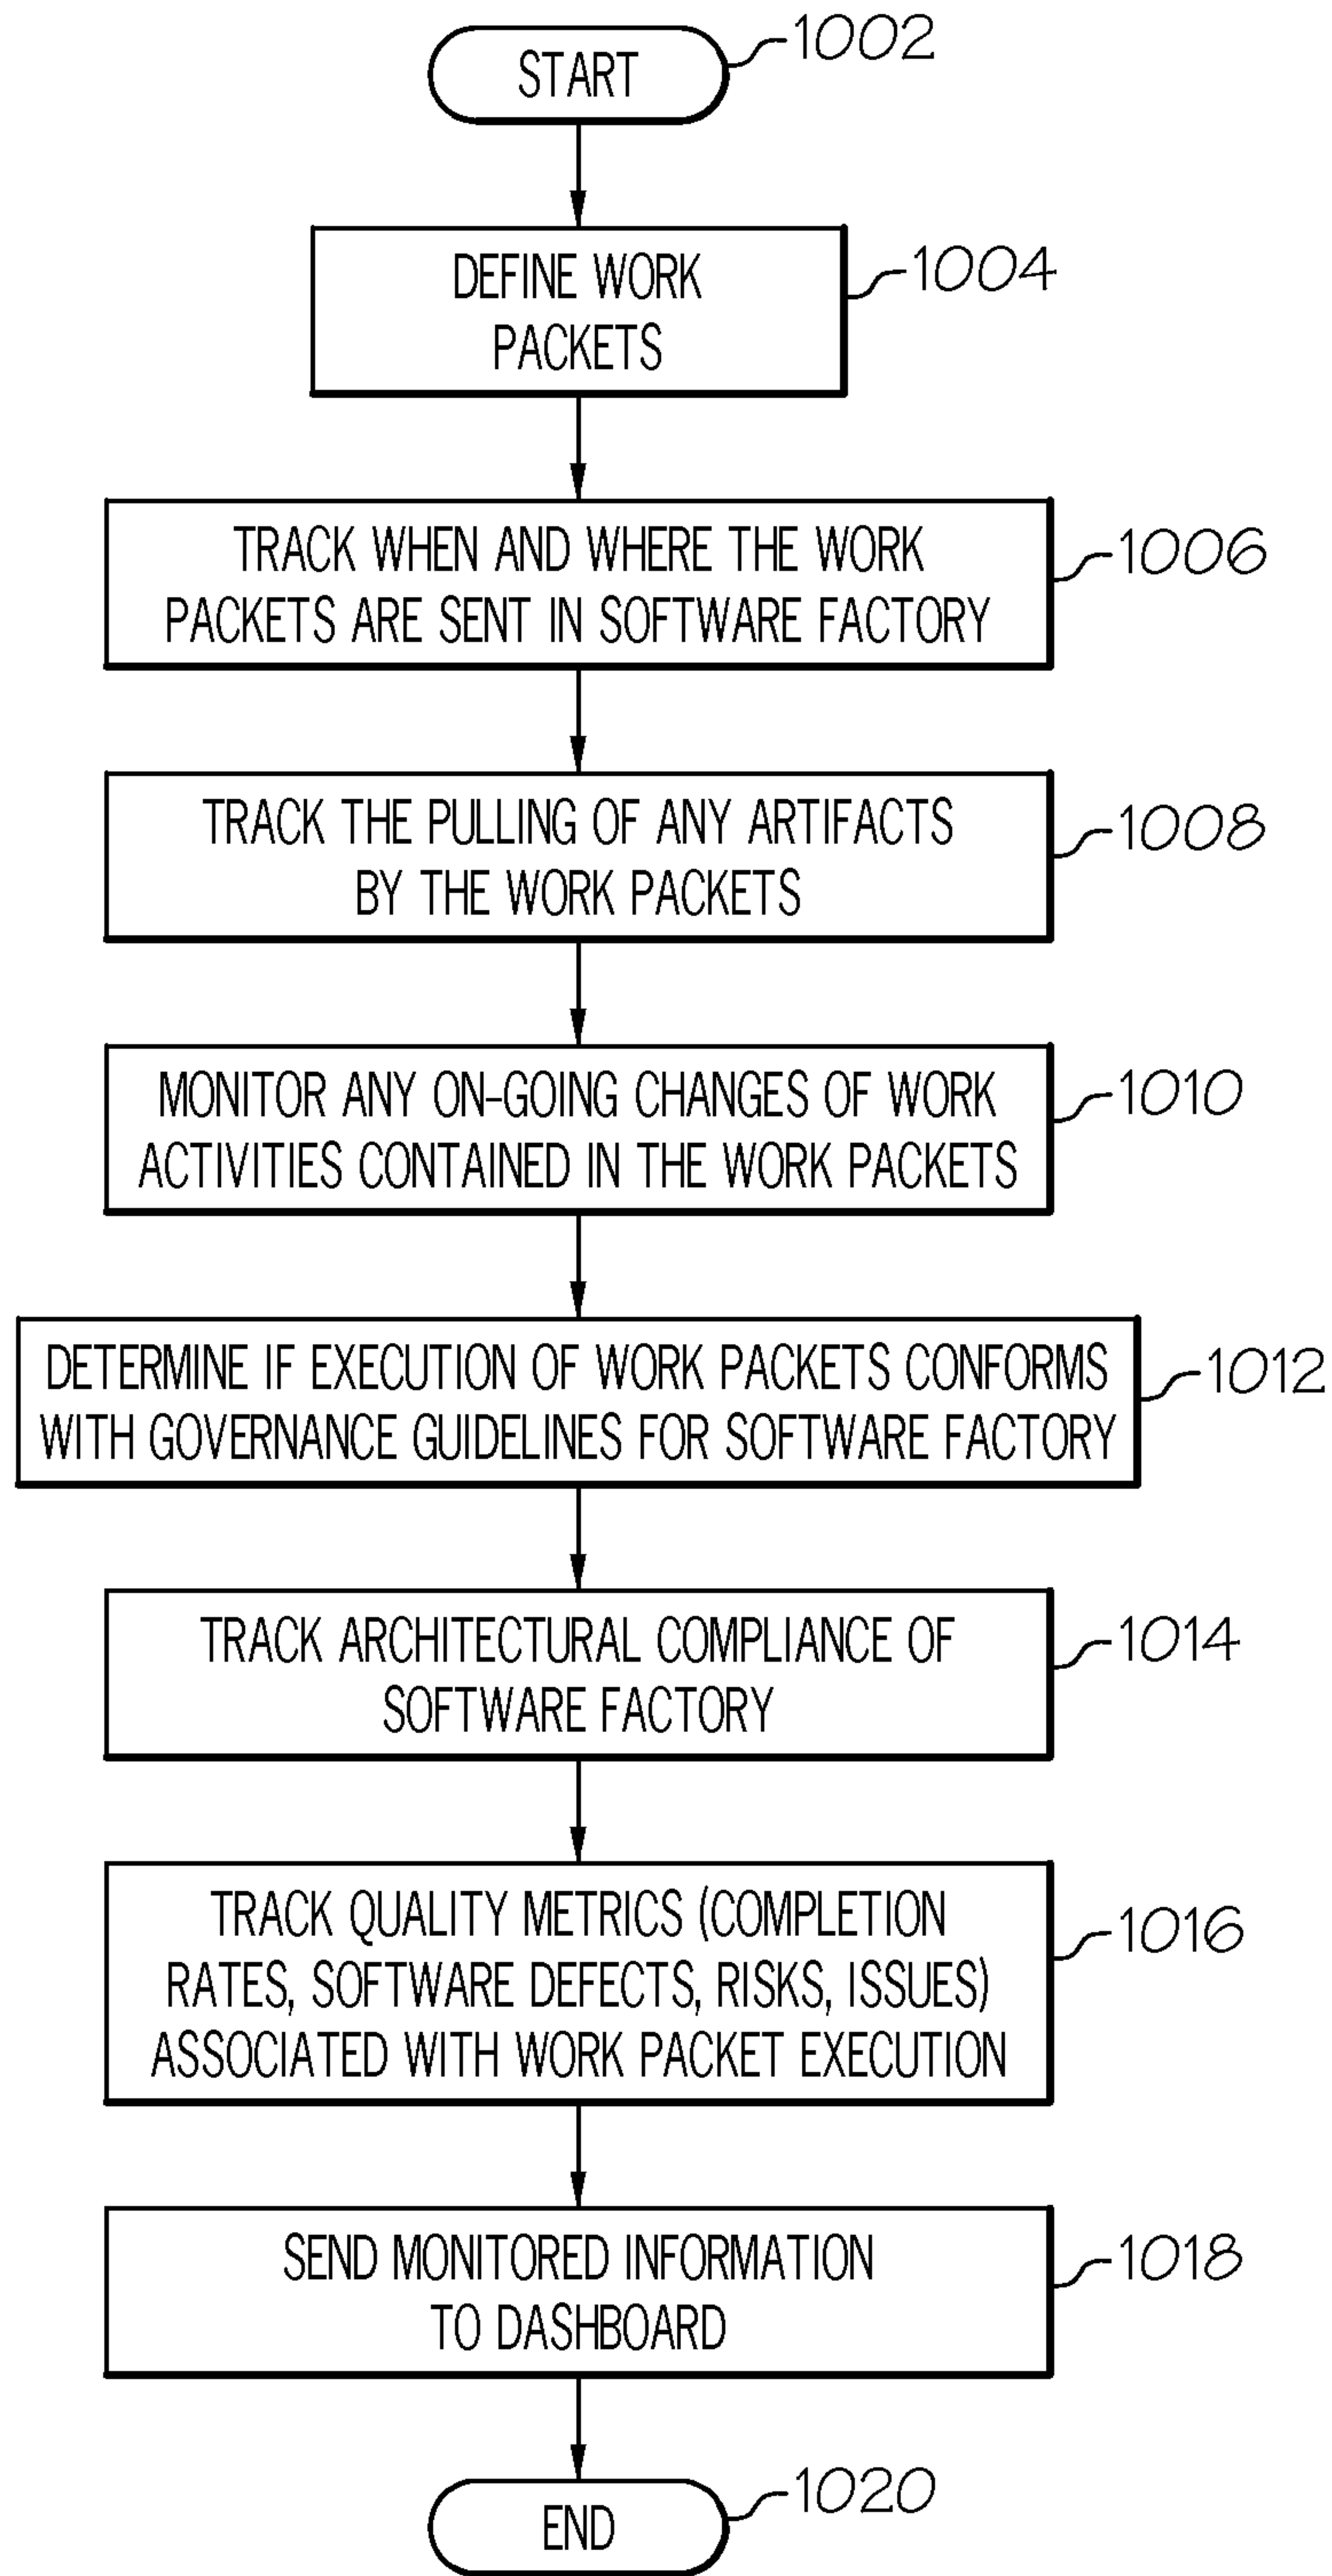 START
1002
DEFINE WORK
PACKETS
1004
TRACK WHEN AND WHERE THE WORK
PACKETS ARE SENT IN SOFTWARE FACTORY
1006
TRACK THE PULLING OF ANY ARTIFACTS
BY THE WORK PACKETS
1008
MONITOR ANY ON-GOING CHANGES OF WORK
ACTIVITIES CONTAINED IN THE WORK PACKETS
1010
DETERMINE IF EXECUTION OF WORK PACKETS CONFORMS
WITH GOVERNANCE GUIDELINES FOR SOFTWARE FACTORY
1012
TRACK ARCHITECTURAL COMPLIANCE OF
SOFTWARE FACTORY
1014
TRACK QUALITY METRICS (COMPLETION
RATES, SOFTWARE DEFECTS, RISKS, ISSUES)
ASSOCIATED WITH WORK PACKET EXECUTION
1016
SEND MONITORED INFORMATION
TO DASHBOARD
1018
END
1020